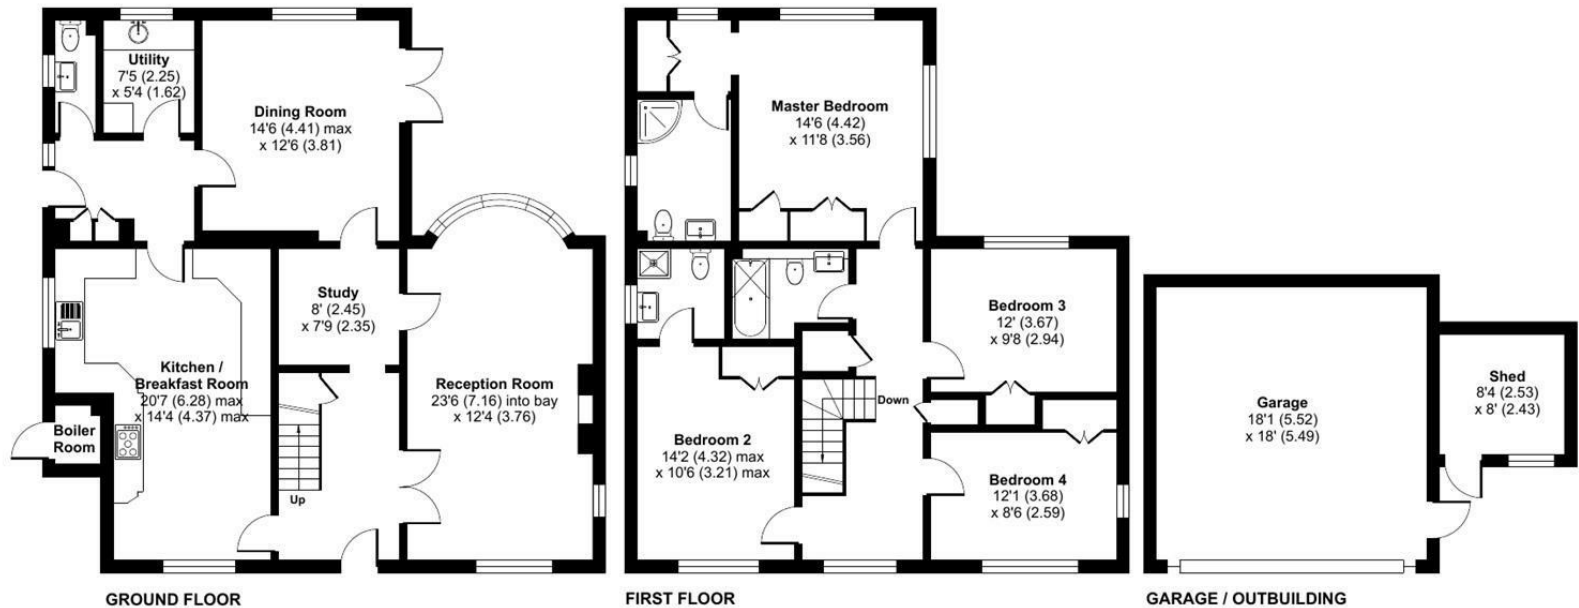 Utility
7'5 (2.25)
x 5'4 (1.62)
Dining Room
14'6 (4.41) max
x 12'6 (3.81)
Study
8' (2.45)
x 7'9 (2.35)
Kitchen /
Breakfast Room
20'7 (6.28) max
x 14'4 (4.37) max
Reception Room
23'6 (7.16) into bay
x 12'4 (3.76)
Boiler
Room
Up
GROUND FLOOR
Master Bedroom
14'6 (4.42)
x 11'8 (3.56)
Bedroom 3
12' (3.67)
x 9'8 (2.94)
Down
Bedroom 2
14'2 (4.32) max
x 10'6 (3.21) max
Bedroom 4
12'1 (3.68)
x 8'6 (2.59)
FIRST FLOOR
Garage
18'1 (5.52)
x 18' (5.49)
Shed
8'4 (2.53)
x 8' (2.43)
GARAGE / OUTBUILDING